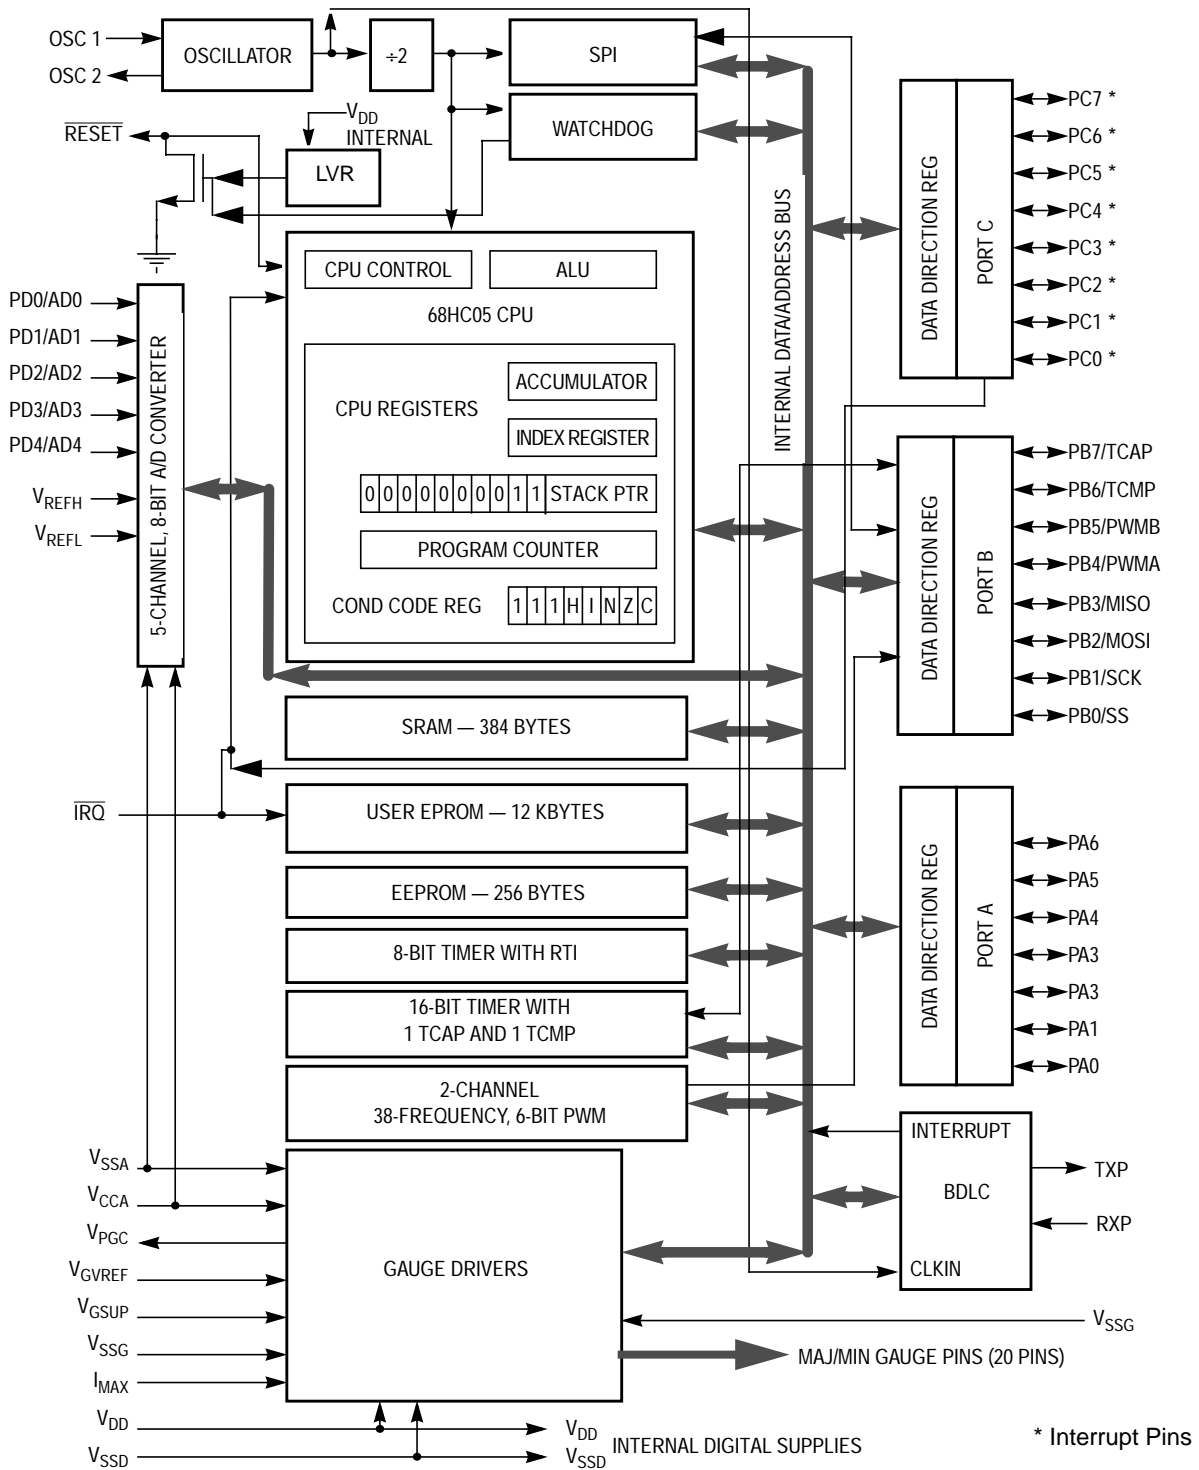 OSC 1
OSC 2
OSCILLATOR
÷2
SPI
WATCHDOG
RESET
VDD
INTERNAL
LVR
CPU CONTROL
ALU
68HC05 CPU
CPU REGISTERS
ACCUMULATOR
INDEX REGISTER
0 0 0 0 0 0 0 0 1 1 STACK PTR
PROGRAM COUNTER
COND CODE REG
1 1 1 H I N Z C
INTERNAL DATA/ADDRESS BUS
PD0/AD0
PD1/AD1
PD2/AD2
PD3/AD3
PD4/AD4
VREFH
VREFL
5-CHANNEL, 8-BIT A/D CONVERTER
DATA DIRECTION REG
PORT C
PC7 *
PC6 *
PC5 *
PC4 *
PC3 *
PC2 *
PC1 *
PC0 *
DATA DIRECTION REG
PORT B
PB7/TCAP
PB6/TCMP
PB5/PWMB
PB4/PWMA
PB3/MISO
PB2/MOSI
PB1/SCK
PB0/SS
SRAM — 384 BYTES
IRQ
USER EPROM — 12 KBYTES
EEPROM — 256 BYTES
8-BIT TIMER WITH RTI
16-BIT TIMER WITH
1 TCAP AND 1 TCMP
2-CHANNEL
38-FREQUENCY, 6-BIT PWM
DATA DIRECTION REG
PORT A
PA6
PA5
PA4
PA3
PA3
PA1
PA0
INTERRUPT
BDLC
CLKIN
TXP
RXP
VSSA
VCCA
VPGC
VGVREF
VGSUP
VSSG
IMAX
VDD
VSSD
GAUGE DRIVERS
VSSG
MAJ/MIN GAUGE PINS (20 PINS)
VDD
VSSD
INTERNAL DIGITAL SUPPLIES
* Interrupt Pins